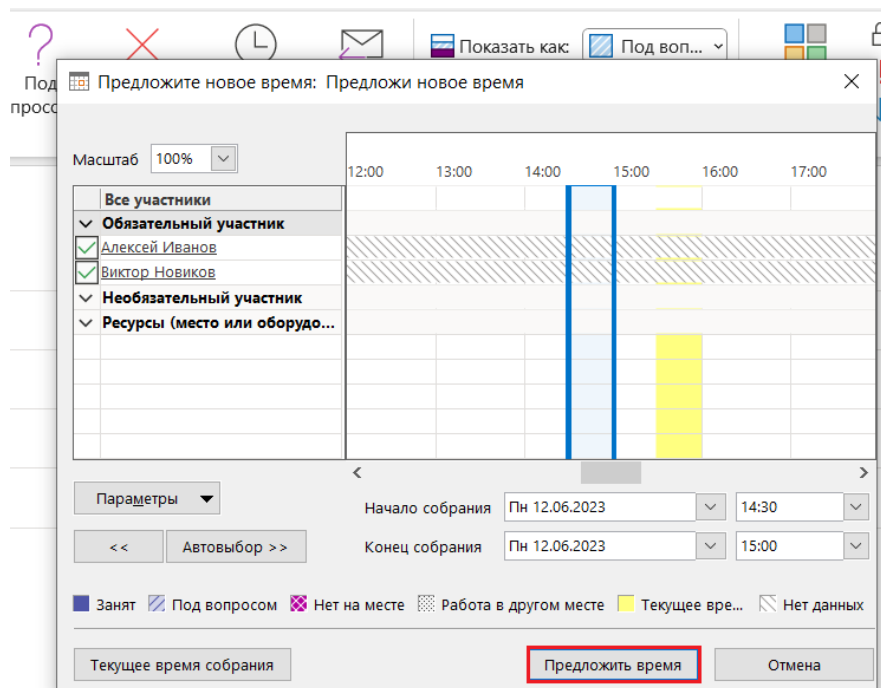 Показать как: Под воп...
Под
просо
Предложите новое время: Предложи новое время
Масштаб 100%
12:00 13:00 14:00 15:00 16:00 17:00
Все участники
Обязательный участник
Алексей Иванов
Виктор Новиков
Необязательный участник
Ресурсы (место или оборудо...
Параметры
Начало собрания Пн 12.06.2023 14:30
<< Автовыбор >>
Конец собрания Пн 12.06.2023 15:00
Занят Под вопросом Нет на месте Работа в другом месте Текущее вре... Нет данных
Текущее время собрания Предложить время Отмена